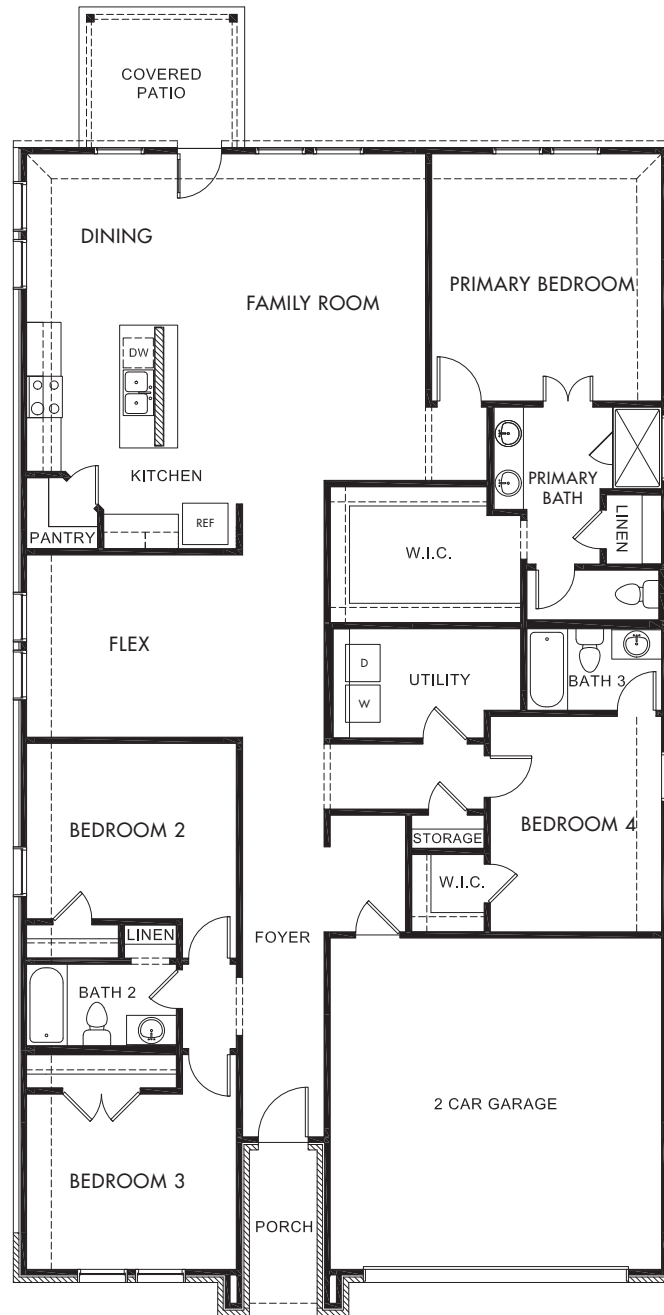 COVERED
PATIO
DINING
FAMILY ROOM
PRIMARY BEDROOM
DW
KITCHEN
PRIMARY
BATH
PANTRY
REF
LINEN
W.I.C.
FLEX
D
W
UTILITY
BATH 3
BEDROOM 2
BEDROOM 4
STORAGE
W.I.C.
LINEN
FOYER
BATH 2
2 CAR GARAGE
BEDROOM 3
PORCH